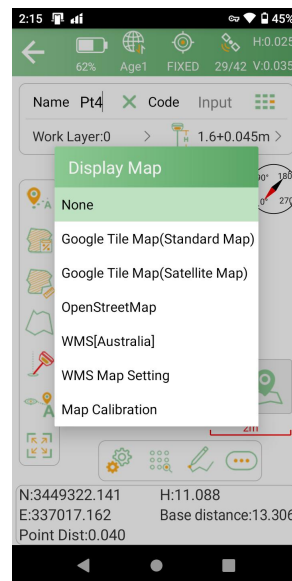 2:15 45%
H:0.025
62% Age1 FIXED 29/42 V:0.035
Name Pt4 Code Input
Work Layer:0 > 1.6+0.045m >
Display Map
None
Google Tile Map(Standard Map)
Google Tile Map(Satellite Map)
OpenStreetMap
WMS[Australia]
WMS Map Setting
Map Calibration
2m
N:3449322.141 H:11.088
E:337017.162 Base distance:13.306
Point Dist:0.040